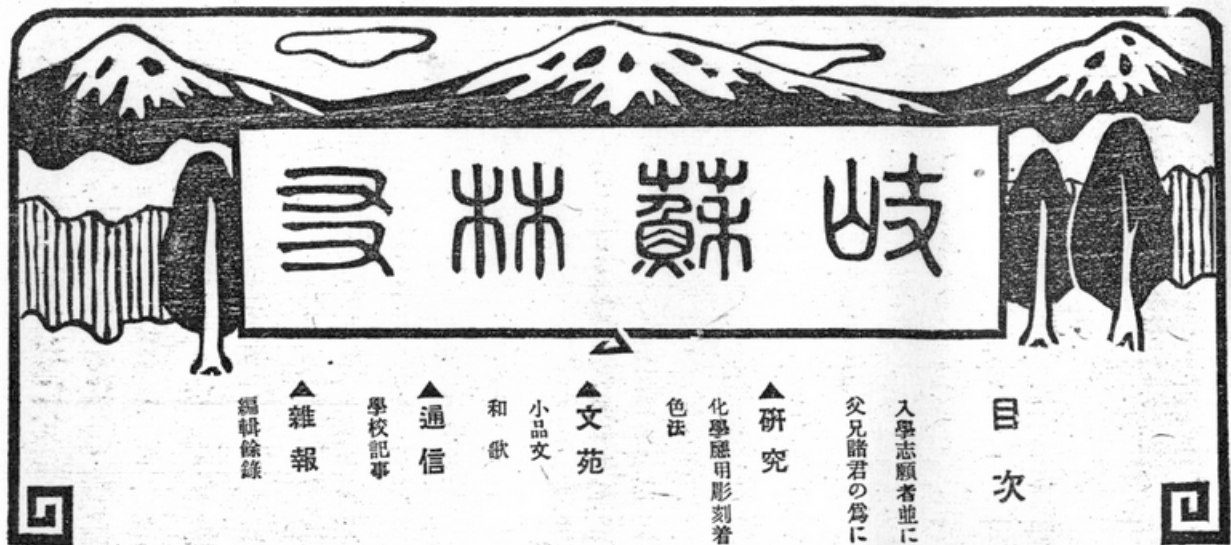 岐蘇林友
目次
入學志願者並に
父兄諸君の爲に
▲研究
化學應用彫刻着
色法
▲文苑
小品文
和歌
▲通信
學校記事
▲雜報
編輯餘錄